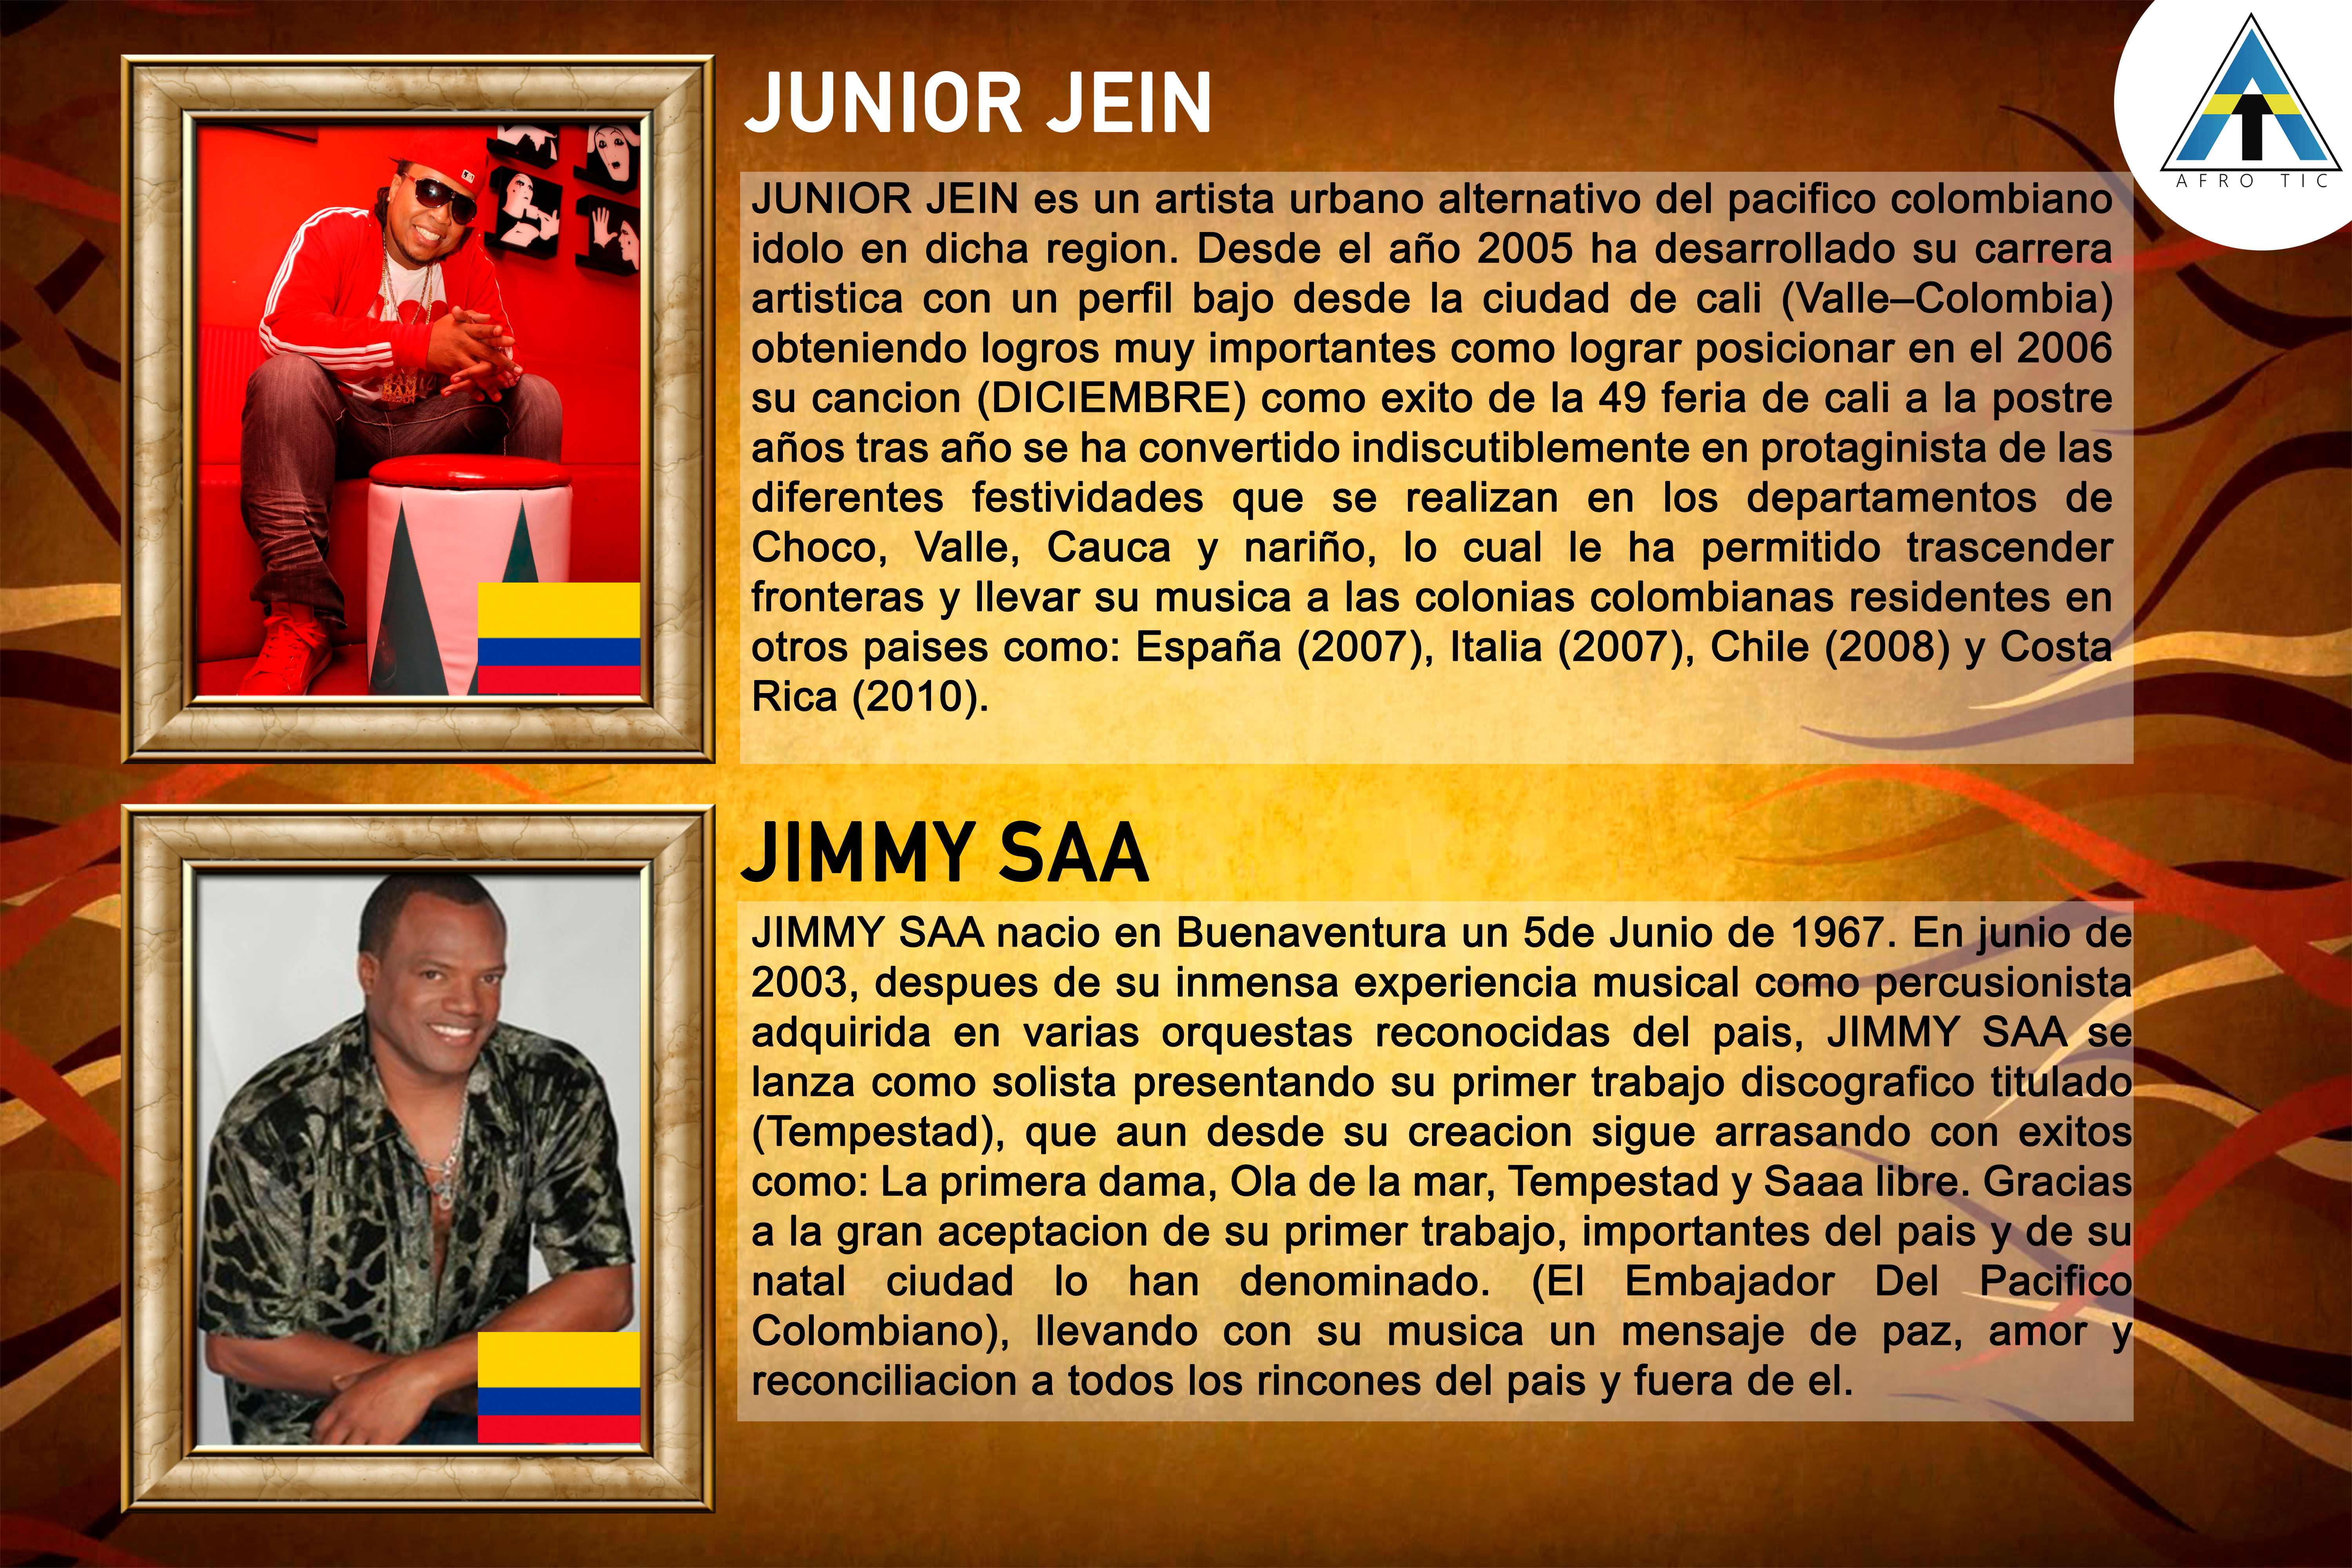 JUNIOR JEIN
JUNIOR JEIN es un artista urbano alternativo del pacifico colombiano
idolo en dicha region. Desde el año 2005 ha desarrollado su carrera
artistica con un perfil bajo desde la ciudad de cali (Valle–Colombia)
obteniendo logros muy importantes como lograr posicionar en el 2006
su cancion (DICIEMBRE) como exito de la 49 feria de cali a la postre
años tras año se ha convertido indiscutiblemente en protaginista de las
diferentes festividades que se realizan en los departamentos de
Choco, Valle, Cauca y nariño, lo cual le ha permitido trascender
fronteras y llevar su musica a las colonias colombianas residentes en
otros paises como: España (2007), Italia (2007), Chile (2008) y Costa
Rica (2010).
AFRO TIC
JIMMY SAA
JIMMY SAA nacio en Buenaventura un 5de Junio de 1967. En junio de
2003, despues de su inmensa experiencia musical como percusionista
adquirida en varias orquestas reconocidas del pais, JIMMY SAA se
lanza como solista presentando su primer trabajo discografico titulado
(Tempestad), que aun desde su creacion sigue arrasando con exitos
como: La primera dama, Ola de la mar, Tempestad y Saaa libre. Gracias
a la gran aceptacion de su primer trabajo, importantes del pais y de su
natal ciudad lo han denominado. (El Embajador Del Pacifico
Colombiano), llevando con su musica un mensaje de paz, amor y
reconciliacion a todos los rincones del pais y fuera de el.